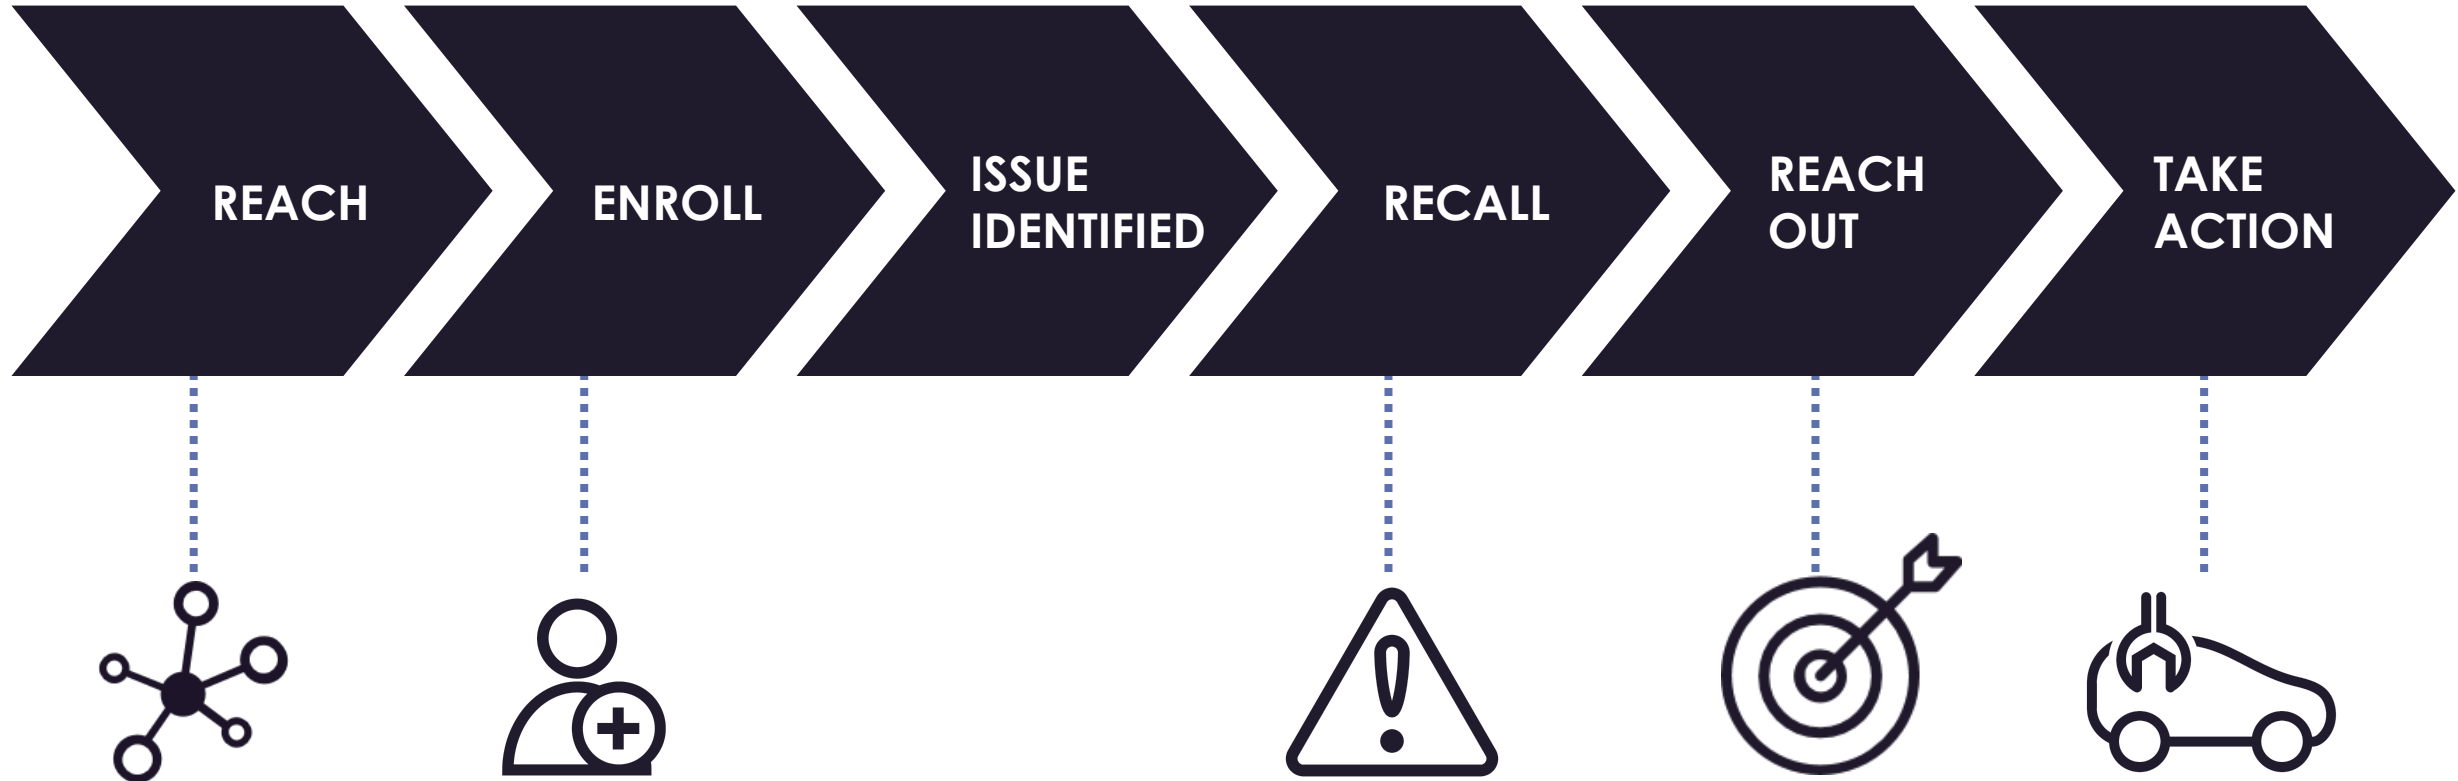 REACH
ENROLL
ISSUE
IDENTIFIED
RECALL
REACH
OUT
TAKE
ACTION